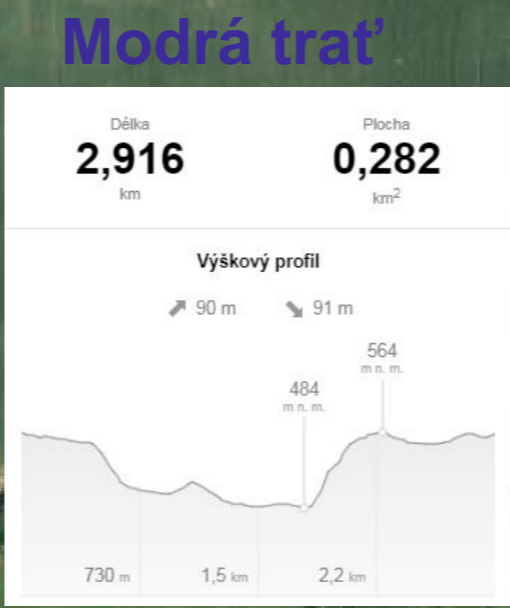 Modrá trať
Délka Plocha
2,916 0,282
km km²
Výškový profil
90 m 91 m
564
m n. m.
484
m n. m.
730 m 1,5 km 2,2 km